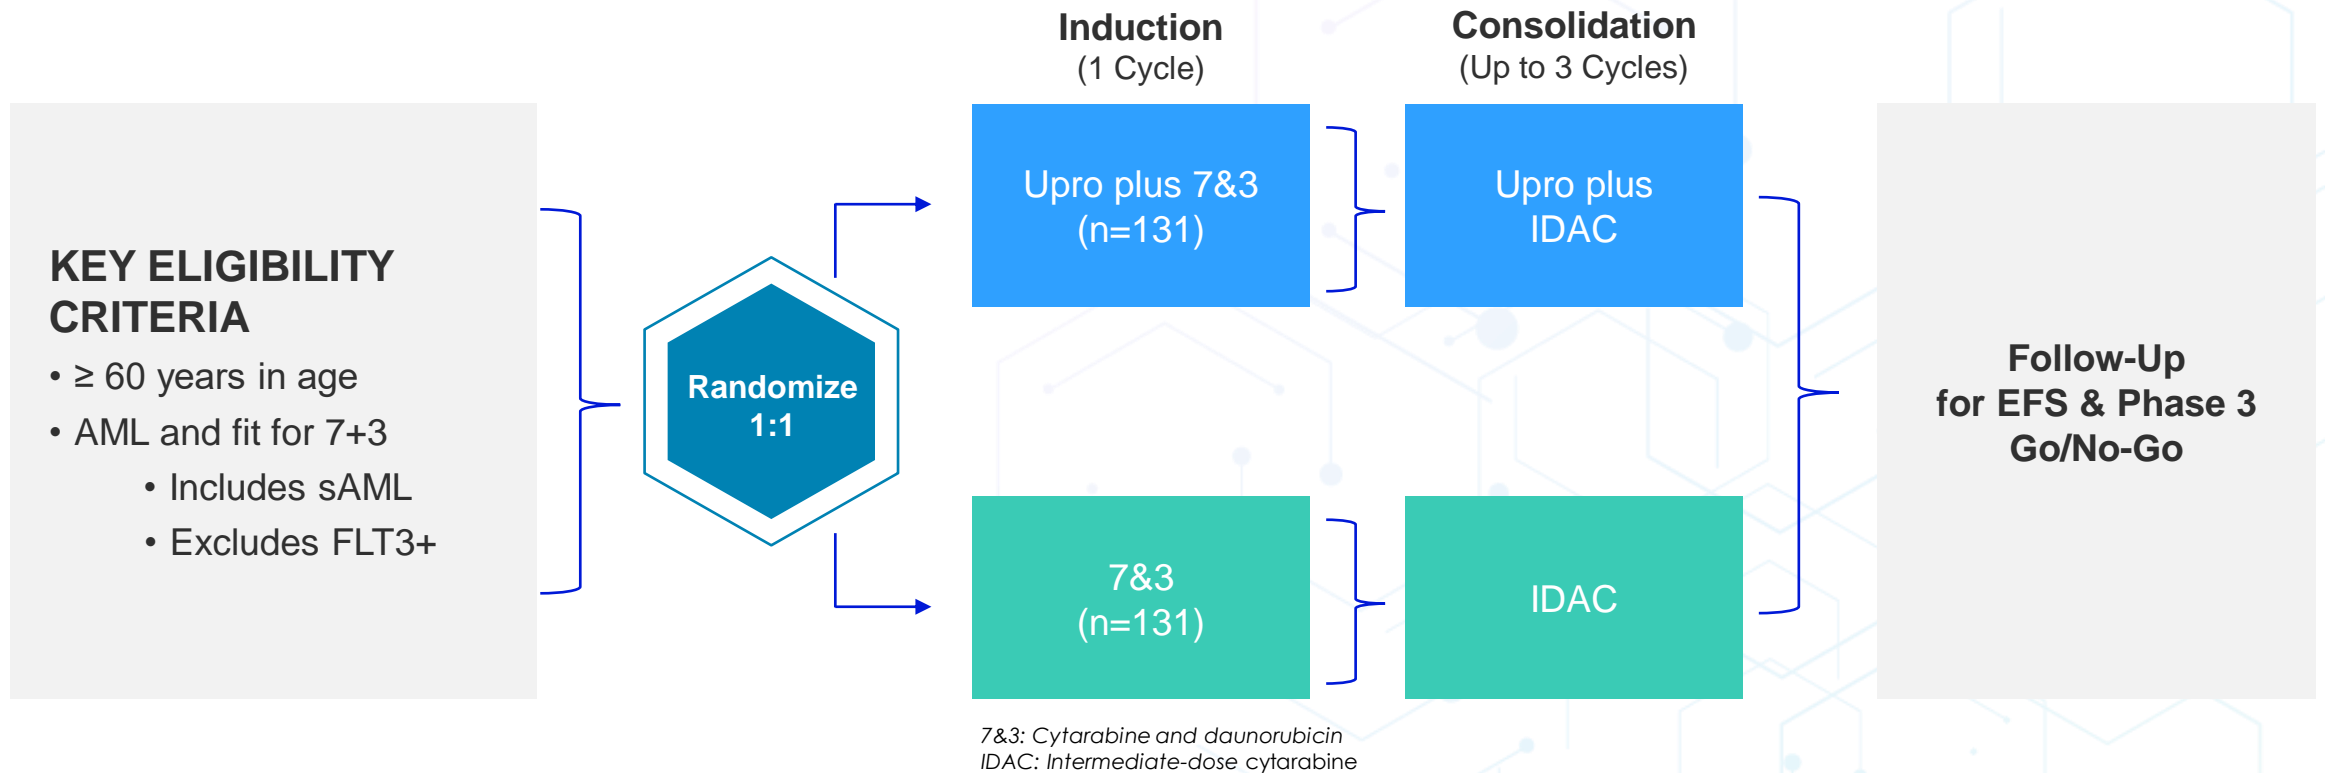 KEY ELIGIBILITY
CRITERIA
• ≥ 60 years in age
• AML and fit for 7+3
• Includes sAML
• Excludes FLT3+
Randomize
1:1
Induction
(1 Cycle)
Consolidation
(Up to 3 Cycles)
Upro plus 7&3
(n=131)
Upro plus
IDAC
7&3
(n=131)
IDAC
Follow-Up
for EFS & Phase 3
Go/No-Go
7&3: Cytarabine and daunorubicin
IDAC: Intermediate-dose cytarabine